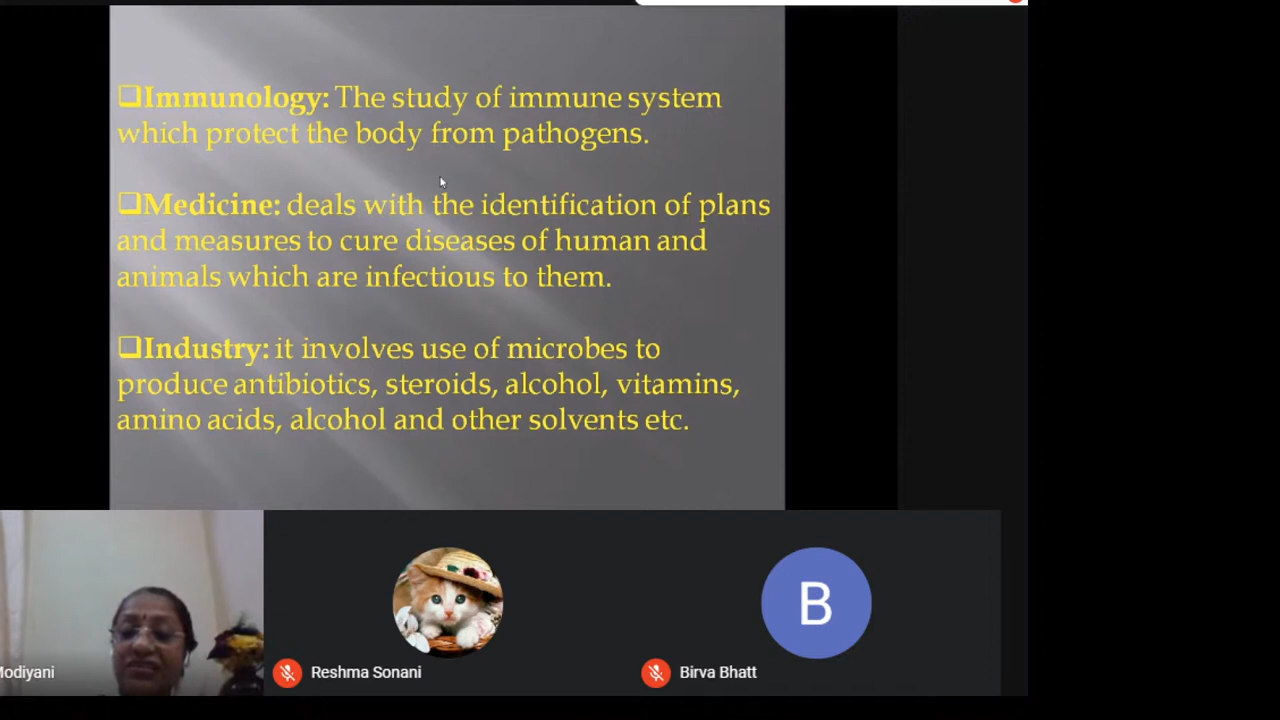 ❑Immunology: The study of immune system
which protect the body from pathogens.
❑Medicine: deals with the identification of plans
and measures to cure diseases of human and
animals which are infectious to them.
❑Industry: it involves use of microbes to
produce antibiotics, steroids, alcohol, vitamins,
amino acids, alcohol and other solvents etc.
B
Modiyani
Reshma Sonani
Birva Bhatt